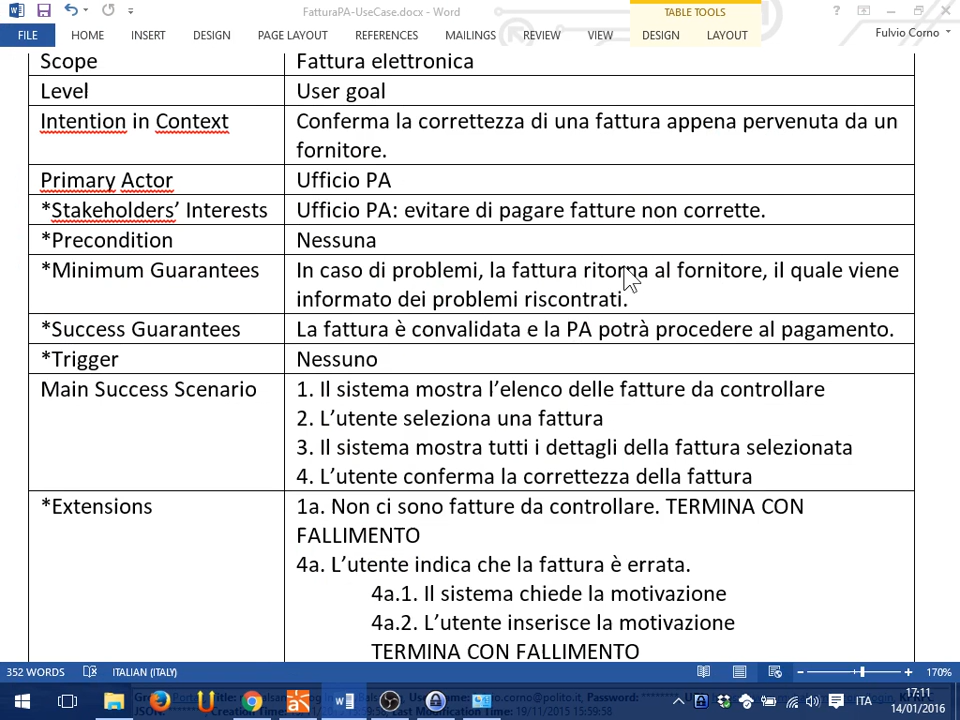 FatturaPA-UseCase.docx - Word
TABLE TOOLS
FILE HOME INSERT DESIGN PAGE LAYOUT REFERENCES MAILINGS REVIEW VIEW DESIGN LAYOUT
Fulvio Corno
Scope Fattura elettronica
Level User goal
Intention in Context Conferma la correttezza di una fattura appena pervenuta da un
fornitore.
Primary Actor Ufficio PA
*Stakeholders’ Interests Ufficio PA: evitare di pagare fatture non corrette.
*Precondition Nessuna
*Minimum Guarantees In caso di problemi, la fattura ritorna al fornitore, il quale viene
informato dei problemi riscontrati.
*Success Guarantees La fattura è convalidata e la PA potrà procedere al pagamento.
*Trigger Nessuno
Main Success Scenario 1. Il sistema mostra l’elenco delle fatture da controllare
2. L’utente seleziona una fattura
3. Il sistema mostra tutti i dettagli della fattura selezionata
4. L’utente conferma la correttezza della fattura
*Extensions 1a. Non ci sono fatture da controllare. TERMINA CON
FALLIMENTO
4a. L’utente indica che la fattura è errata.
4a.1. Il sistema chiede la motivazione
4a.2. L’utente inserisce la motivazione
TERMINA CON FALLIMENTO
352 WORDS ITALIAN (ITALY) 170%
ITA
17:11
14/01/2016